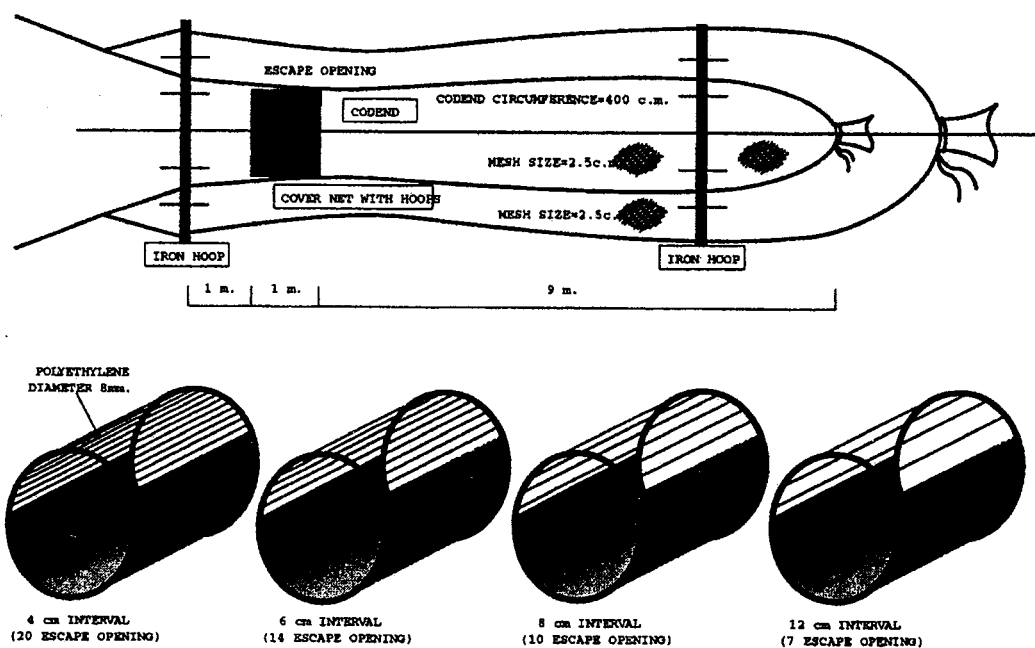 ESCAPE OPENING
CODEND CIRCUMFERENCE=400 c.m.
CODEND
MESH SIZE=2.5c.m.
COVER NET WITH HOOPS
MESH SIZE=2.5c.
IRON HOOP
IRON HOOP
1 m.
1 m.
9 m.
POLYETHYLENE
DIAMETER 8mm.
4 cm INTERVAL
(20 ESCAPE OPENING)
6 cm INTERVAL
(14 ESCAPE OPENING)
8 cm INTERVAL
(10 ESCAPE OPENING)
12 cm INTERVAL
(7 ESCAPE OPENING)